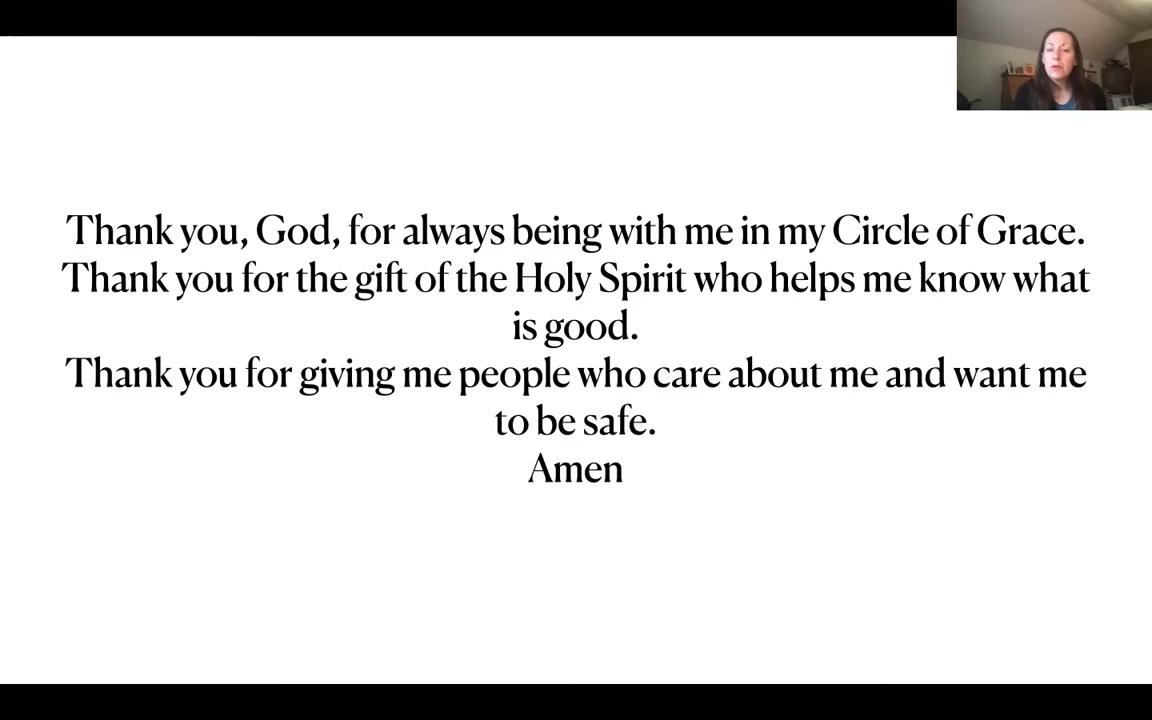 Thank you, God, for always being with me in my Circle of Grace.
Thank you for the gift of the Holy Spirit who helps me know what
is good.
Thank you for giving me people who care about me and want me
to be safe.
Amen